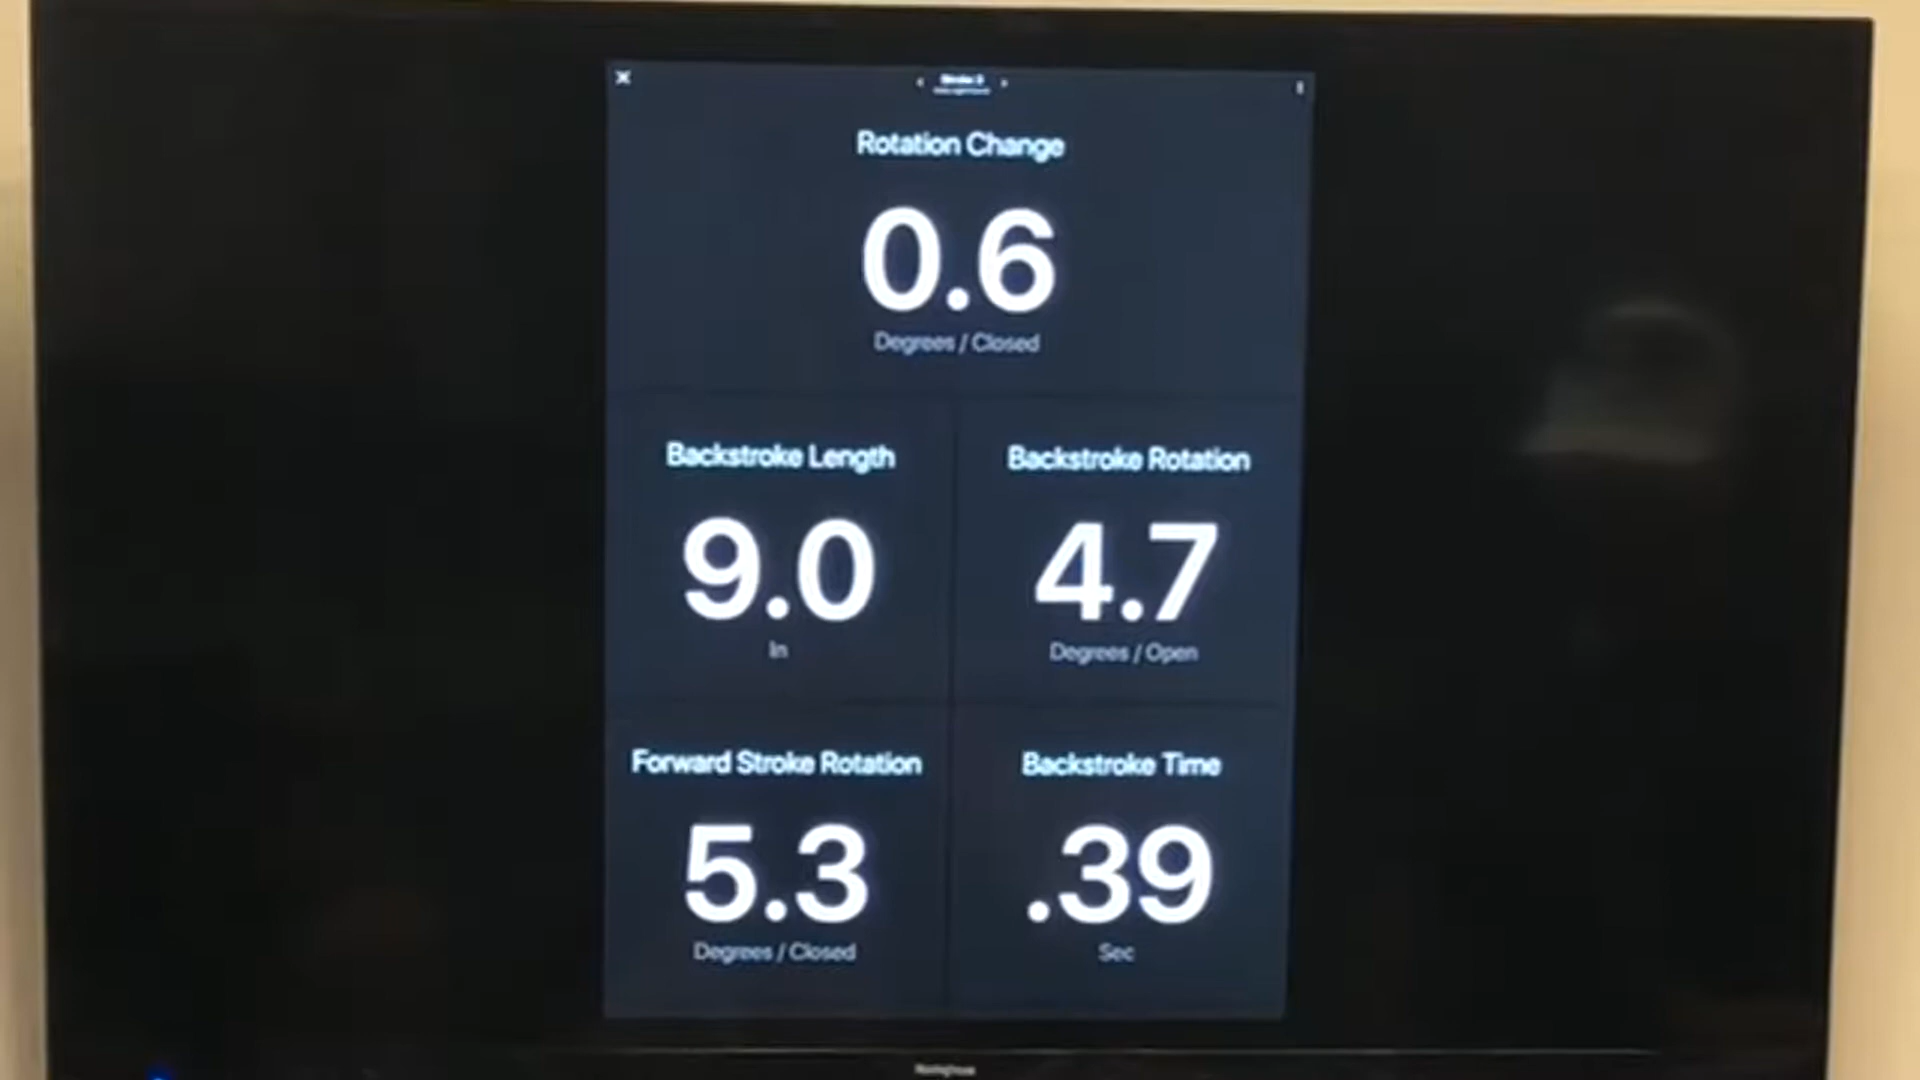 Rotation Change
0.6
Degrees / Closed
Backstroke Length
9.0
In
Backstroke Rotation
4.7
Degrees / Open
Forward Stroke Rotation
5.3
Degrees / Closed
Backstroke Time
.39
Sec